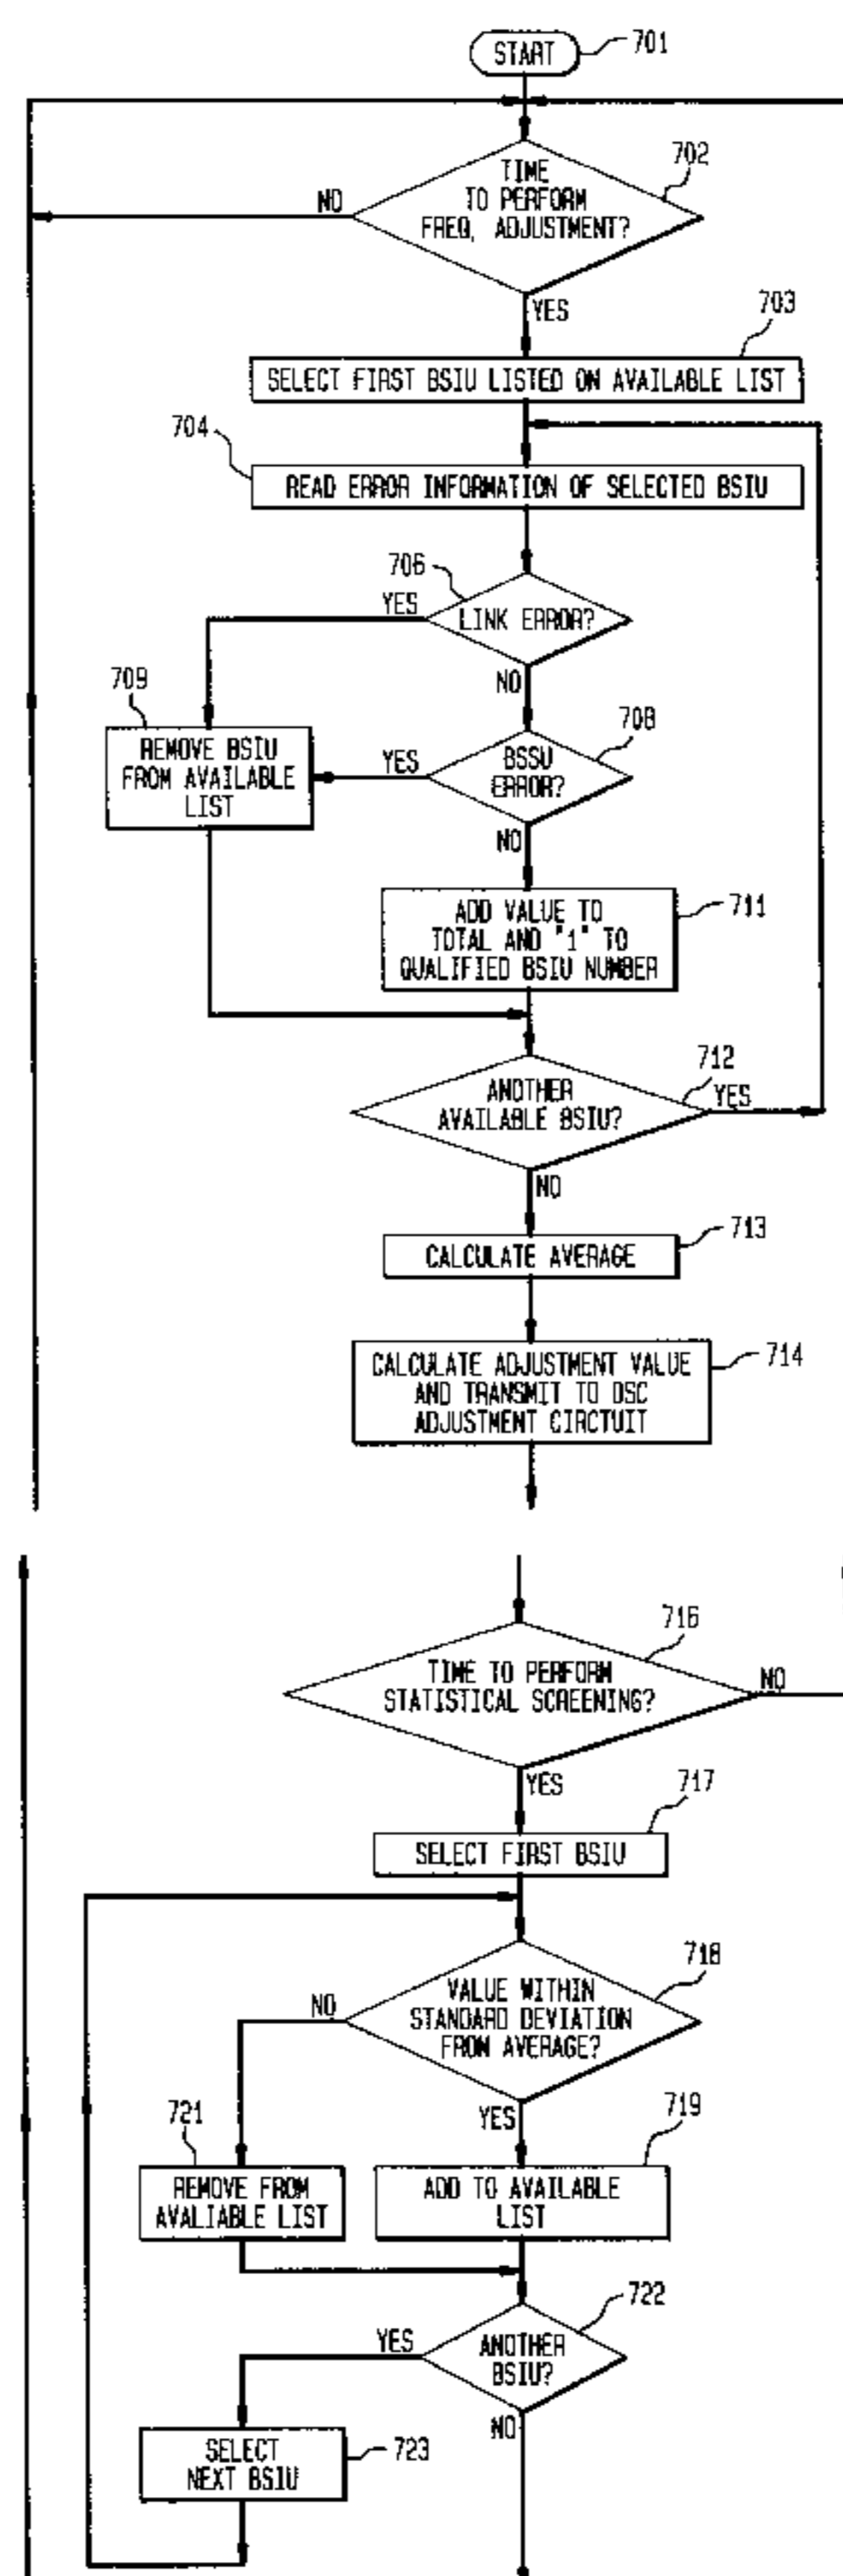 START
701
702
TIME
TO PERFORM
FREQ. ADJUSTMENT?
NO
YES
703
SELECT FIRST BSIU LISTED ON AVAILABLE LIST
704
READ ERROR INFORMATION OF SELECTED BSIU
706
YES
LINK ERROR?
NO
709
REMOVE BSIU
FROM AVAILABLE
LIST
708
YES
BSSU
ERROR?
NO
ADD VALUE TO
TOTAL AND "1" TO
QUALIFIED BSIU NUMBER
711
712
ANOTHER
AVAILABLE BSIU?
YES
NO
CALCULATE AVERAGE
713
CALCULATE ADJUSTMENT VALUE
AND TRANSMIT TO OSC
ADJUSTMENT CIRCTUIT
714
716
TIME TO PERFORM
STATISTICAL SCREENING?
NO
YES
717
SELECT FIRST BSIU
718
VALUE WITHIN
STANDARD DEVIATION
FROM AVERAGE?
NO
YES
721
REMOVE FROM
AVALIABLE LIST
719
ADD TO AVAILABLE
LIST
722
YES
ANOTHER
BSIU?
NO
SELECT
NEXT BSIU
723